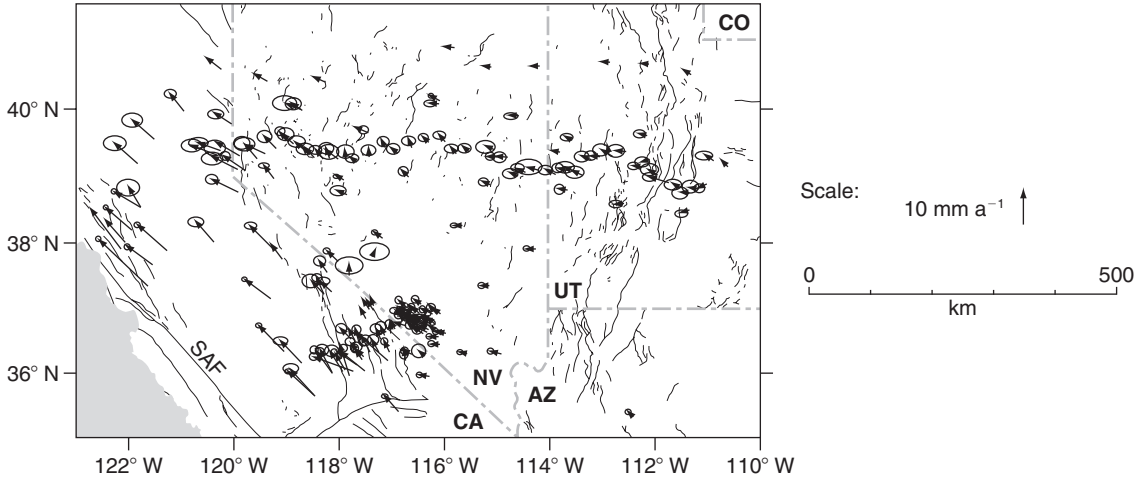 CO
40° N
38° N
36° N
UT
SAF
NV
AZ
CA
122° W
120° W
118° W
116° W
114° W
112° W
110° W
Scale:
10 mm a⁻¹
0
500
km